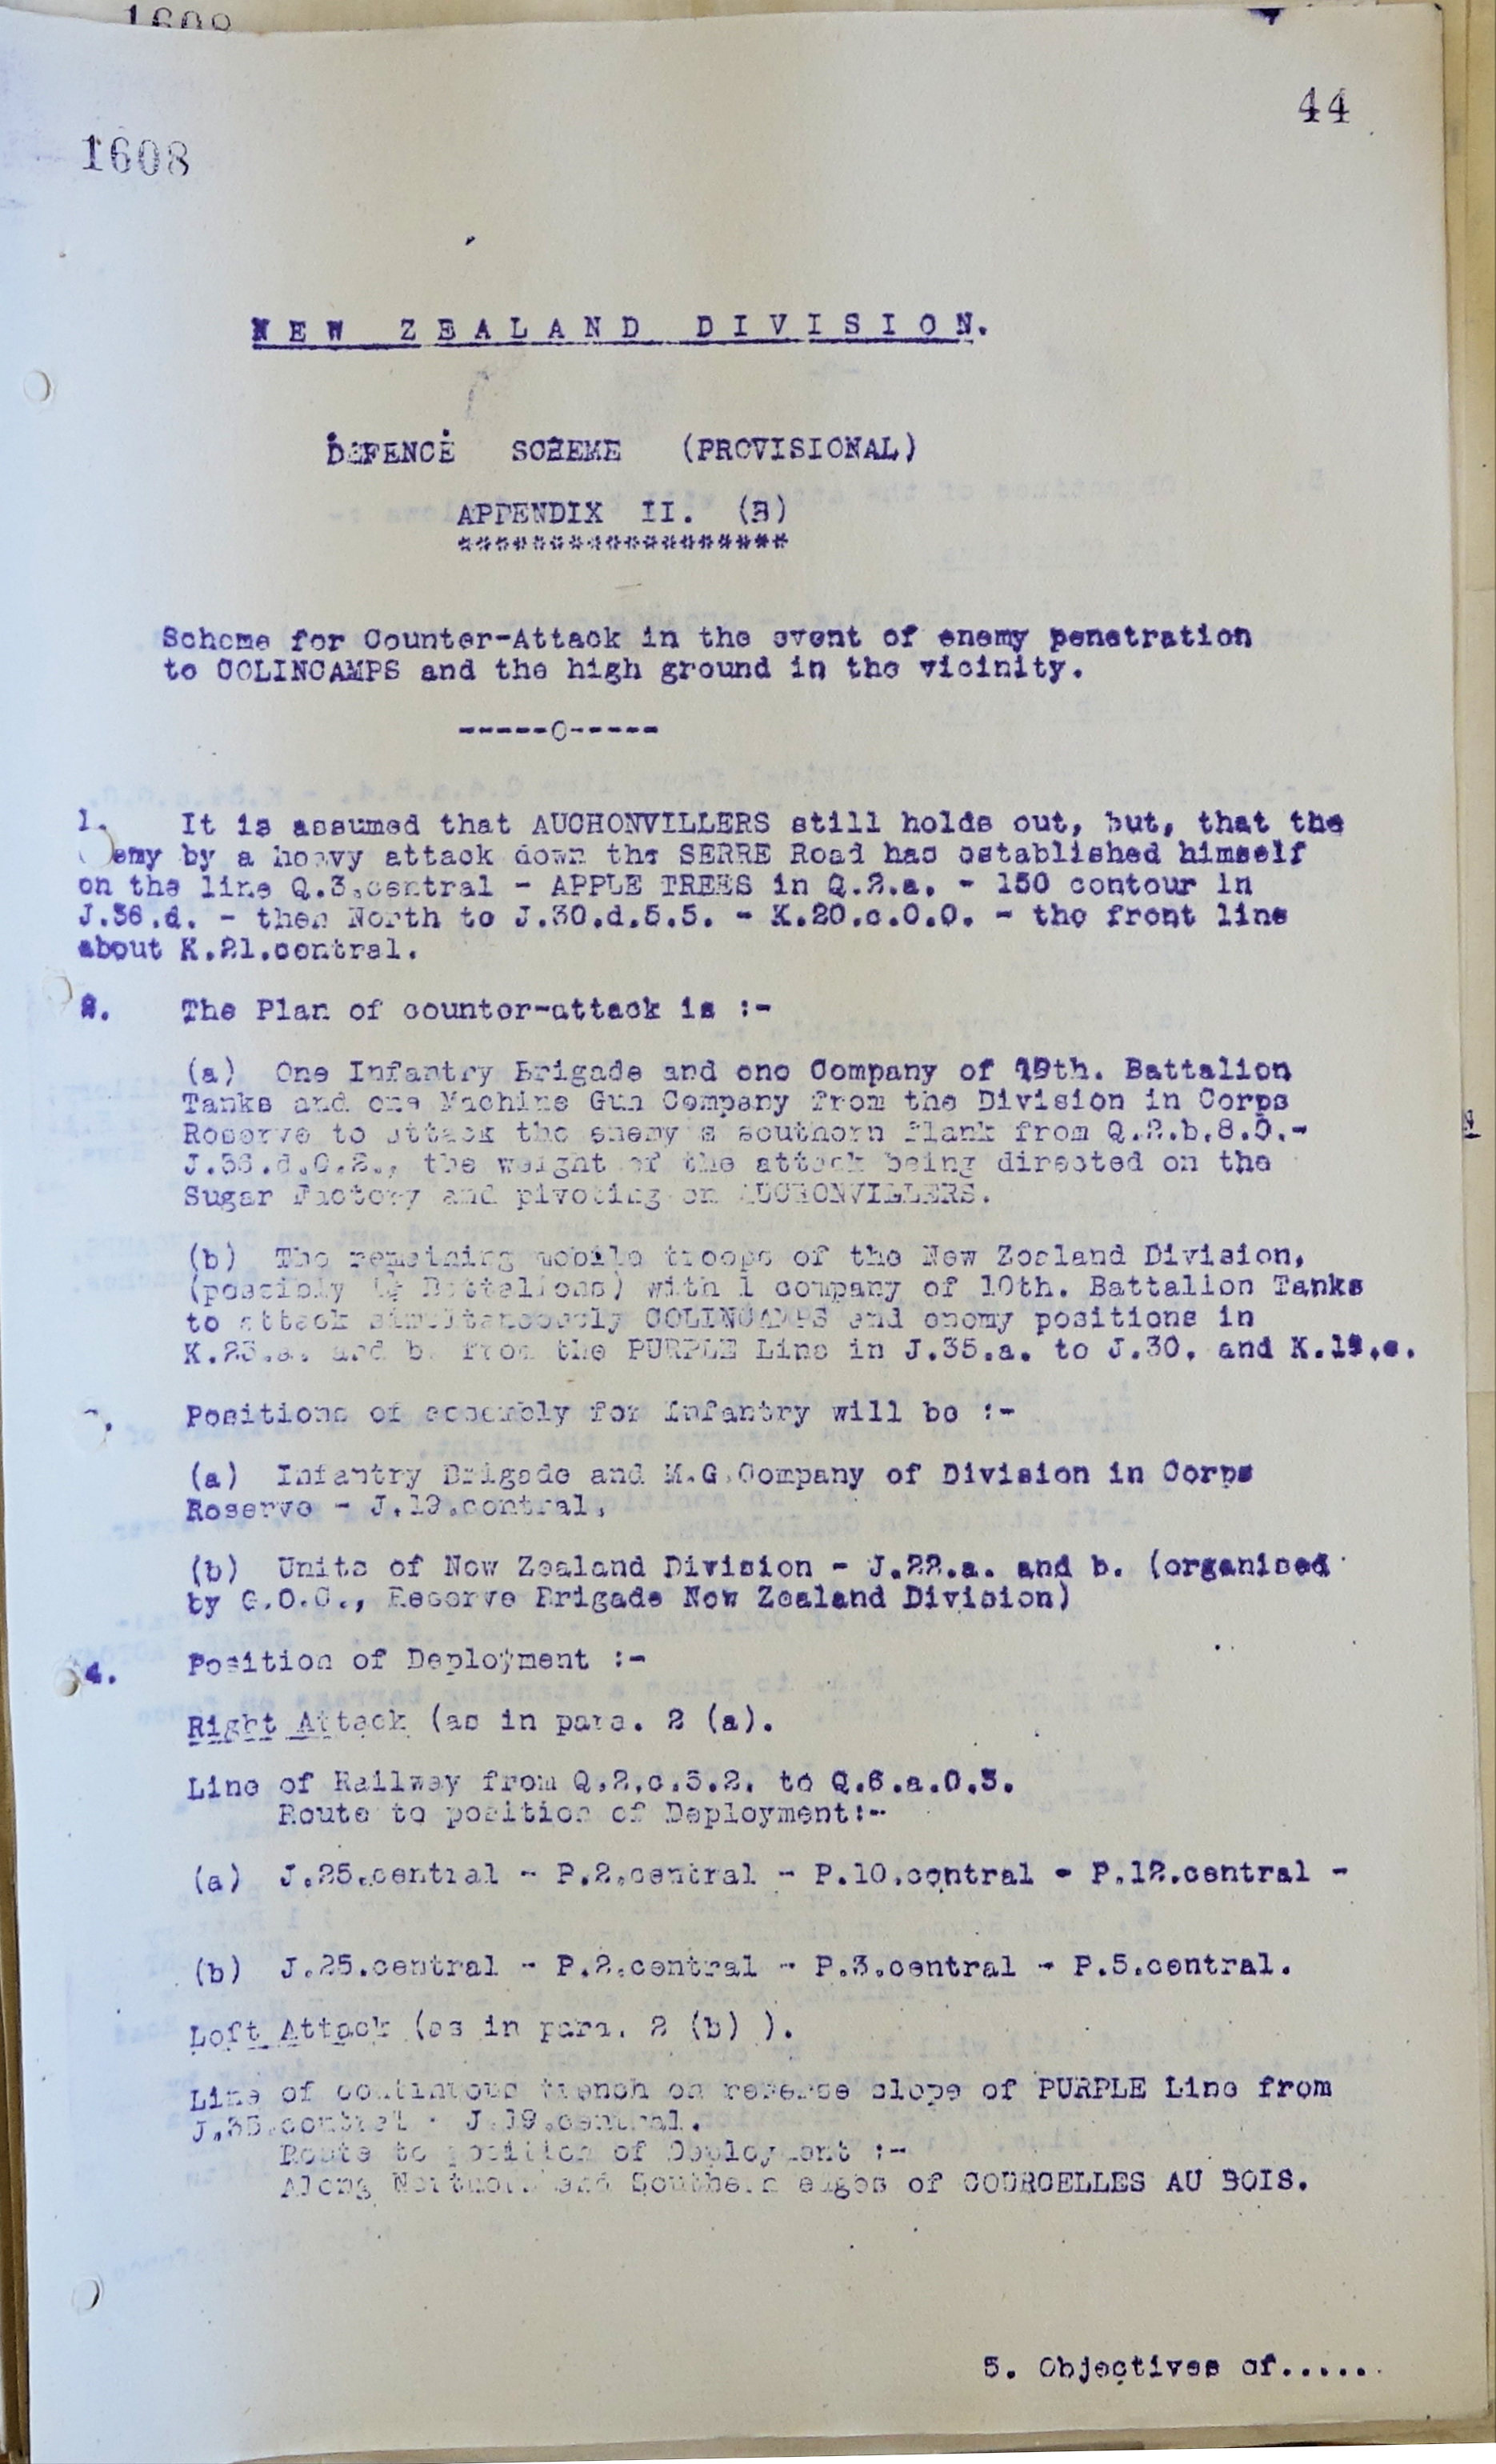 1608
44
1608
NEW ZEALAND DIVISION.
DEFENCE SCHEME (PROVISIONAL)
APPENDIX II. (B)
*******************
Scheme for Counter-Attack in the event of enemy penetration
to COLINCAMPS and the high ground in the vicinity.
-----o-----
1. It is assumed that AUCHONVILLERS still holds out, but, that the
enemy by a heavy attack down the SERRE Road has established himself
on the line Q.3.central - APPLE TREES in Q.2.a. - 150 contour in
J.36.d. - then North to J.30.d.5.5. - K.20.c.0.0. - the front line
about K.21.central.
2. The Plan of counter-attack is :-
(a) One Infantry Brigade and one Company of 10th. Battalion
Tanks and one Machine Gun Company from the Division in Corps
Reserve to attack the enemy's southern flank from Q.2.b.8.0.-
J.36.d.0.2., the weight of the attack being directed on the
Sugar Factory and pivoting on AUCHONVILLERS.
(b) The remaining mobile troops of the New Zealand Division,
(possibly Battalions) with 1 company of 10th. Battalion Tanks
to attack simultaneously COLINCAMPS and enemy positions in
K.25.a. and b. from the PURPLE Line in J.35.a. to J.30. and K.19.c.
Positions of assembly for Infantry will be :-
(a) Infantry Brigade and M.G.Company of Division in Corps
Reserve - J.19.central.
(b) Units of New Zealand Division - J.22.a. and b. (organised
by G.O.C., Reserve Brigade New Zealand Division)
4. Position of Deployment :-
Right Attack (as in para. 2 (a).
Line of Railway from Q.2.c.5.2. to Q.6.a.0.3.
Route to position of Deployment:-
(a) J.25.central - P.2.central - P.10.central - P.12.central -
(b) J.25.central - P.2.central - P.3.central - P.5.central.
Left Attack (as in para. 2 (b) ).
Line of continuous trench on reverse slope of PURPLE Line from
J.35.central - J.19.central.
Route to position of Deployment :-
Along Northern and Southern edges of COURCELLES AU BOIS.
5. Objectives of......